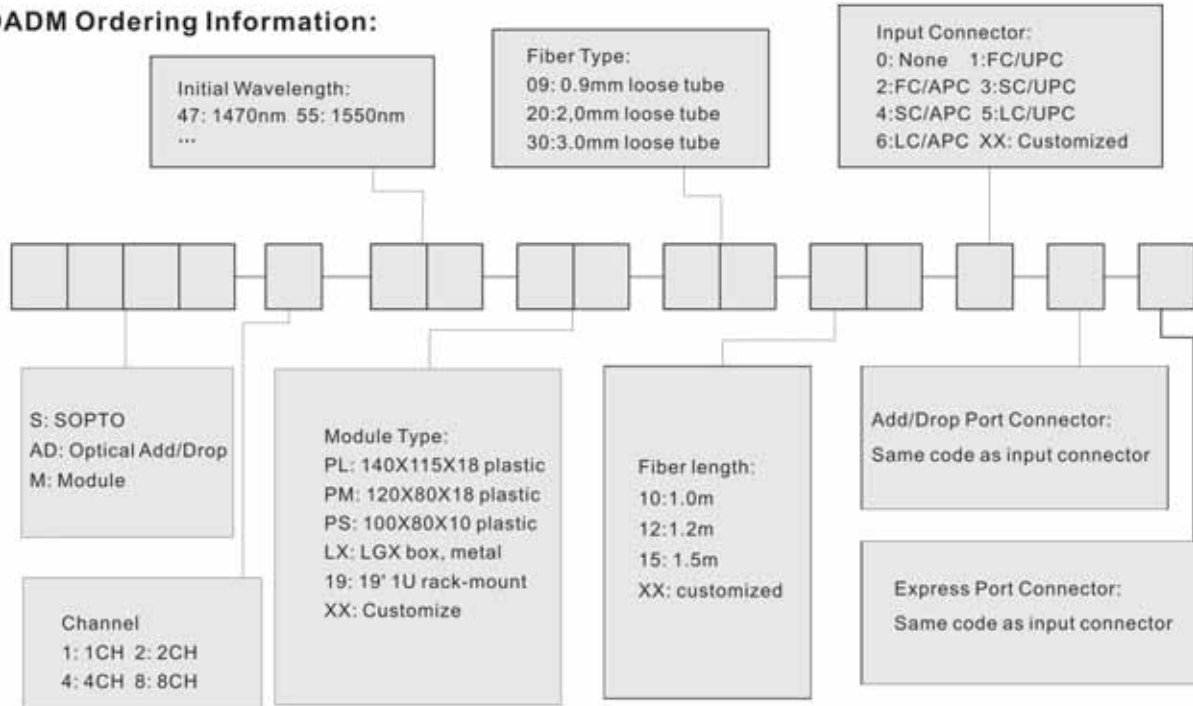 OADM Ordering Information:
Initial Wavelength:
47: 1470nm 55: 1550nm
...
Fiber Type:
09: 0.9mm loose tube
20:2,0mm loose tube
30:3.0mm loose tube
Input Connector:
0: None 1:FC/UPC
2:FC/APC 3:SC/UPC
4:SC/APC 5:LC/UPC
6:LC/APC XX: Customized
S: SOPTO
AD: Optical Add/Drop
M: Module
Channel
1: 1CH 2: 2CH
4: 4CH 8: 8CH
Module Type:
PL: 140X115X18 plastic
PM: 120X80X18 plastic
PS: 100X80X10 plastic
LX: LGX box, metal
19: 19' 1U rack-mount
XX: Customize
Fiber length:
10:1.0m
12:1.2m
15: 1.5m
XX: customized
Add/Drop Port Connector:
Same code as input connector
Express Port Connector:
Same code as input connector